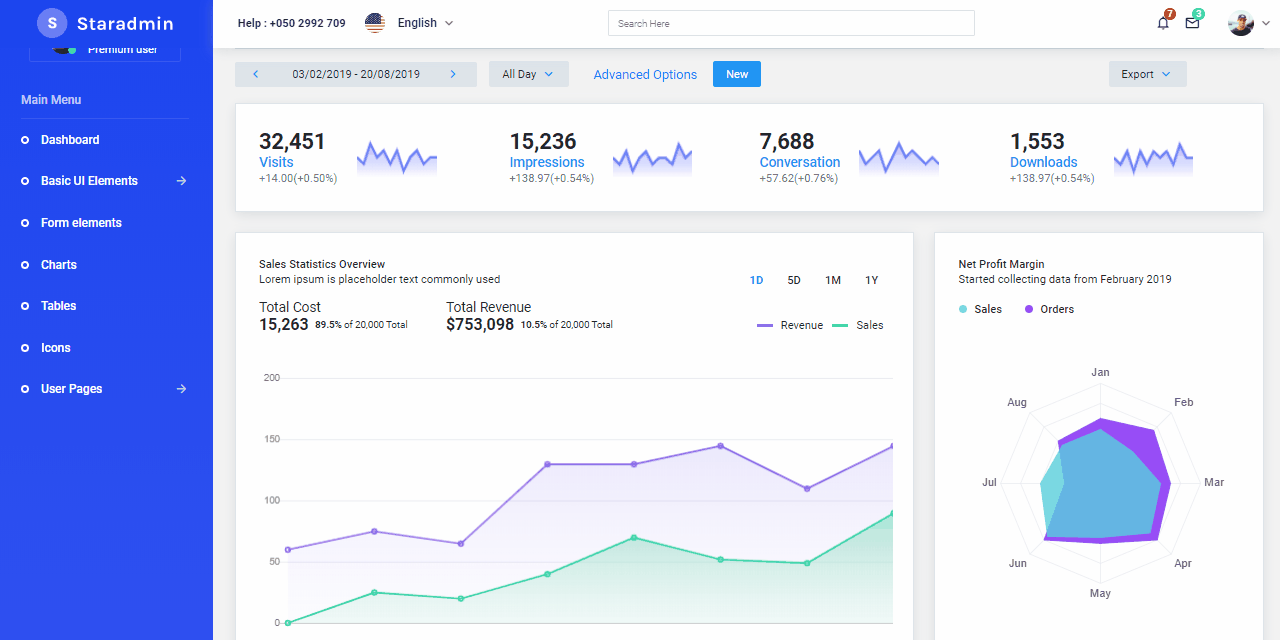 S Staradmin
Help : +050 2992 709
English
Search Here
7
3
Premium user
Main Menu
Dashboard
Basic UI Elements
Form elements
Charts
Tables
Icons
User Pages
03/02/2019 - 20/08/2019
All Day
Advanced Options
New
Export
32,451
Visits
+14.00(+0.50%)
15,236
Impressions
+138.97(+0.54%)
7,688
Conversation
+57.62(+0.76%)
1,553
Downloads
+138.97(+0.54%)
Sales Statistics Overview
Lorem ipsum is placeholder text commonly used
1D 5D 1M 1Y
Total Cost
15,263 89.5% of 20,000 Total
Total Revenue
$753,098 10.5% of 20,000 Total
Revenue Sales
200
150
100
50
0
Net Profit Margin
Started collecting data from February 2019
Sales Orders
Jan
Feb
Mar
Apr
May
Jun
Jul
Aug